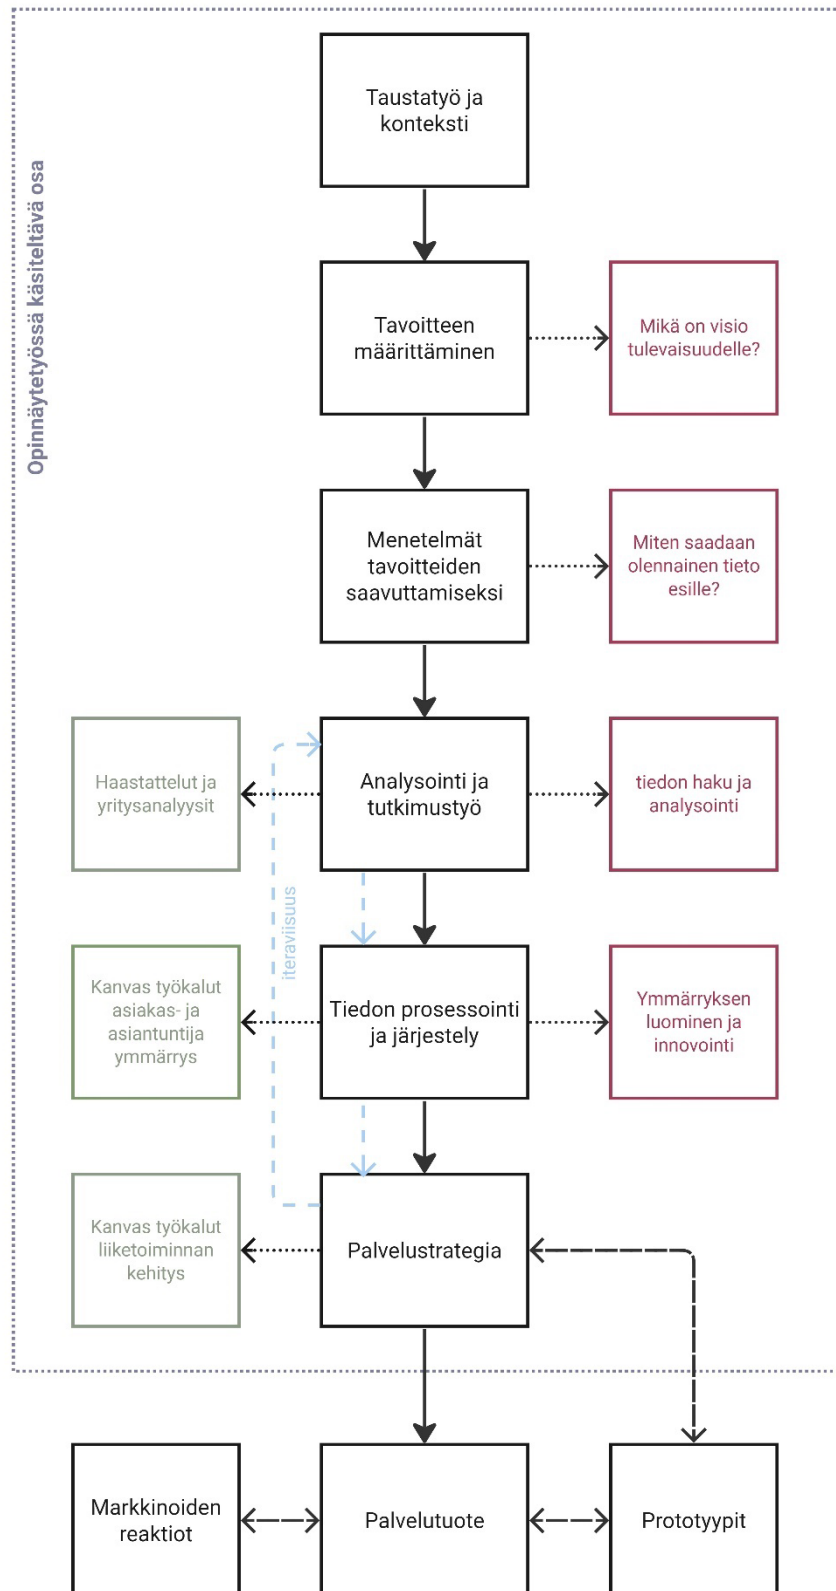 Opinnäytetyössä käsiteltävä osa
Taustatyö ja
konteksti
Tavoitteen
määrittäminen
Mikä on visio
tulevaisuudelle?
Menetelmät
tavoitteiden
saavuttamiseksi
Miten saadaan
olennainen tieto
esille?
Haastattelut ja
yritysanalyysit
Analysointi ja
tutkimustyö
tiedon haku ja
analysointi
iteraviisuus
Kanvas työkalut
asiakas- ja
asiantuntija
ymmärrys
Tiedon prosessointi
ja järjestely
Ymmärryksen
luominen ja
innovointi
Kanvas työkalut
liiketoiminnan
kehitys
Palvelustrategia
Markkinoiden
reaktiot
Palvelutuote
Prototyypit